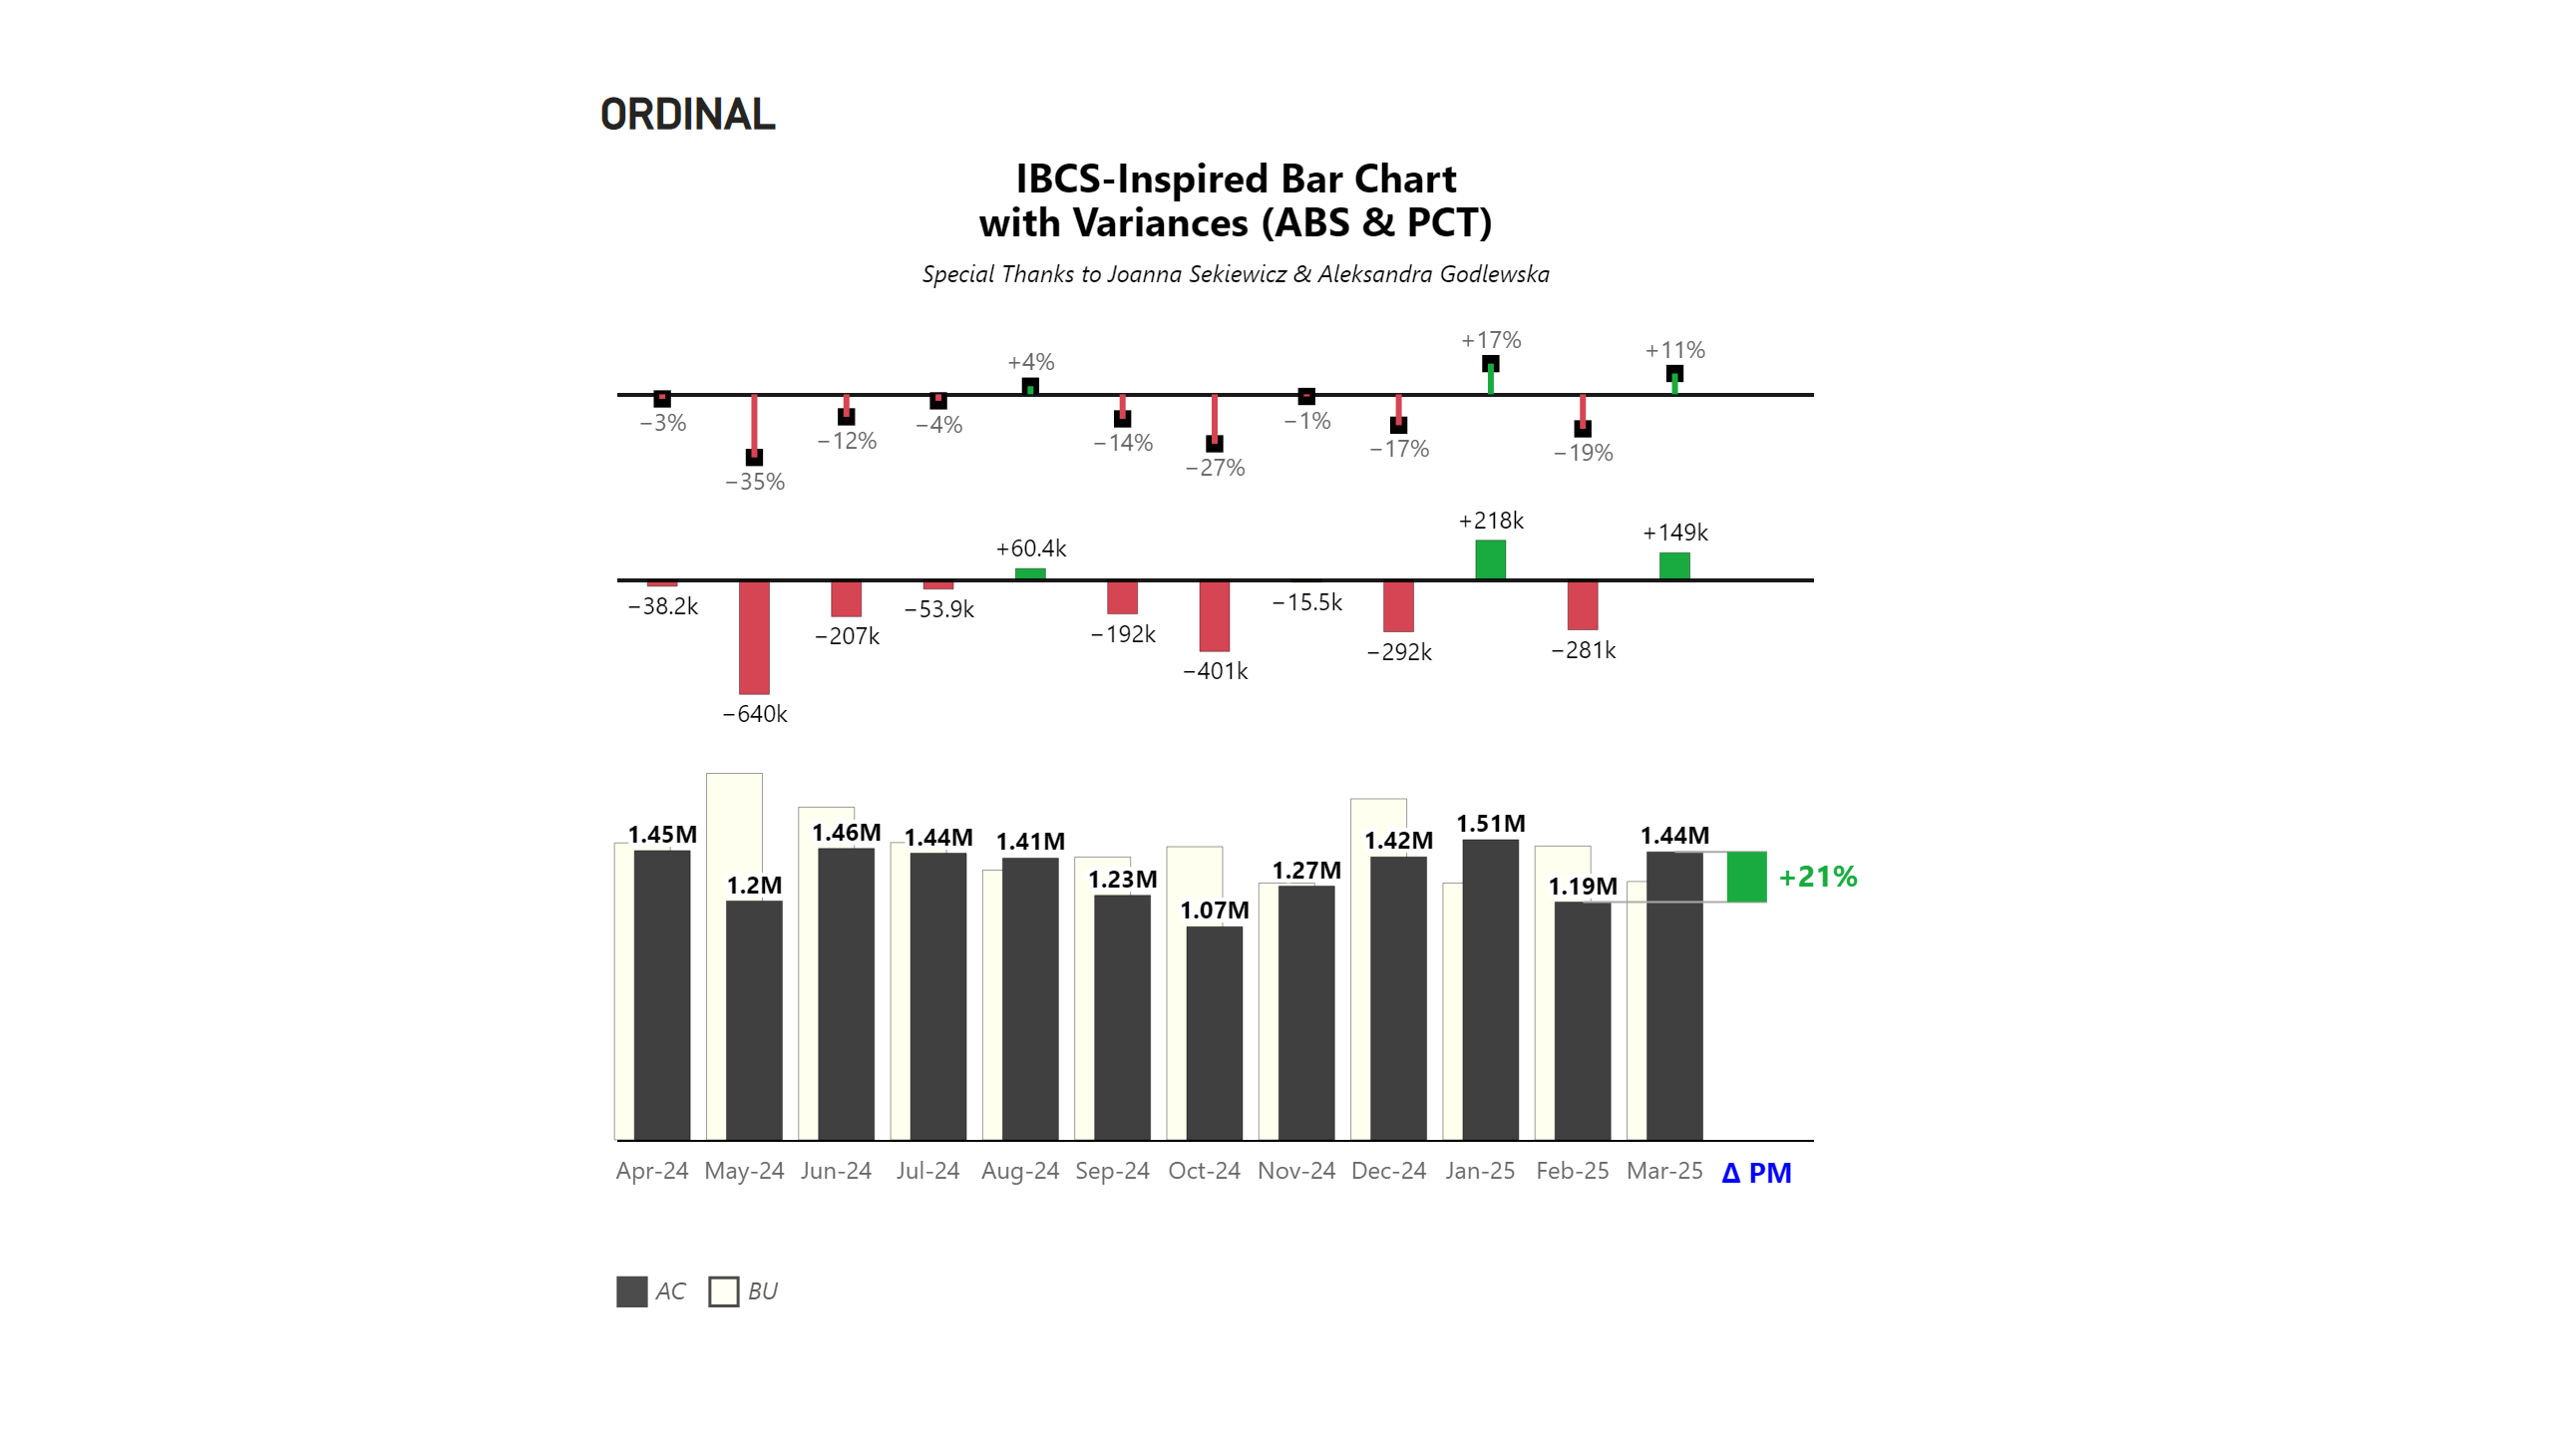 ORDINAL
IBCS-Inspired Bar Chart
with Variances (ABS & PCT)
Special Thanks to Joanna Sekiewicz & Aleksandra Godlewska
−3%
−35%
−12%
−4%
+4%
−14%
−27%
−1%
−17%
+17%
−19%
+11%
−38.2k
−640k
−207k
−53.9k
+60.4k
−192k
−401k
−15.5k
−292k
+218k
−281k
+149k
1.45M
1.2M
1.46M
1.44M
1.41M
1.23M
1.07M
1.27M
1.42M
1.51M
1.19M
1.44M
+21%
Apr-24 May-24 Jun-24 Jul-24 Aug-24 Sep-24 Oct-24 Nov-24 Dec-24 Jan-25 Feb-25 Mar-25 Δ PM
AC BU